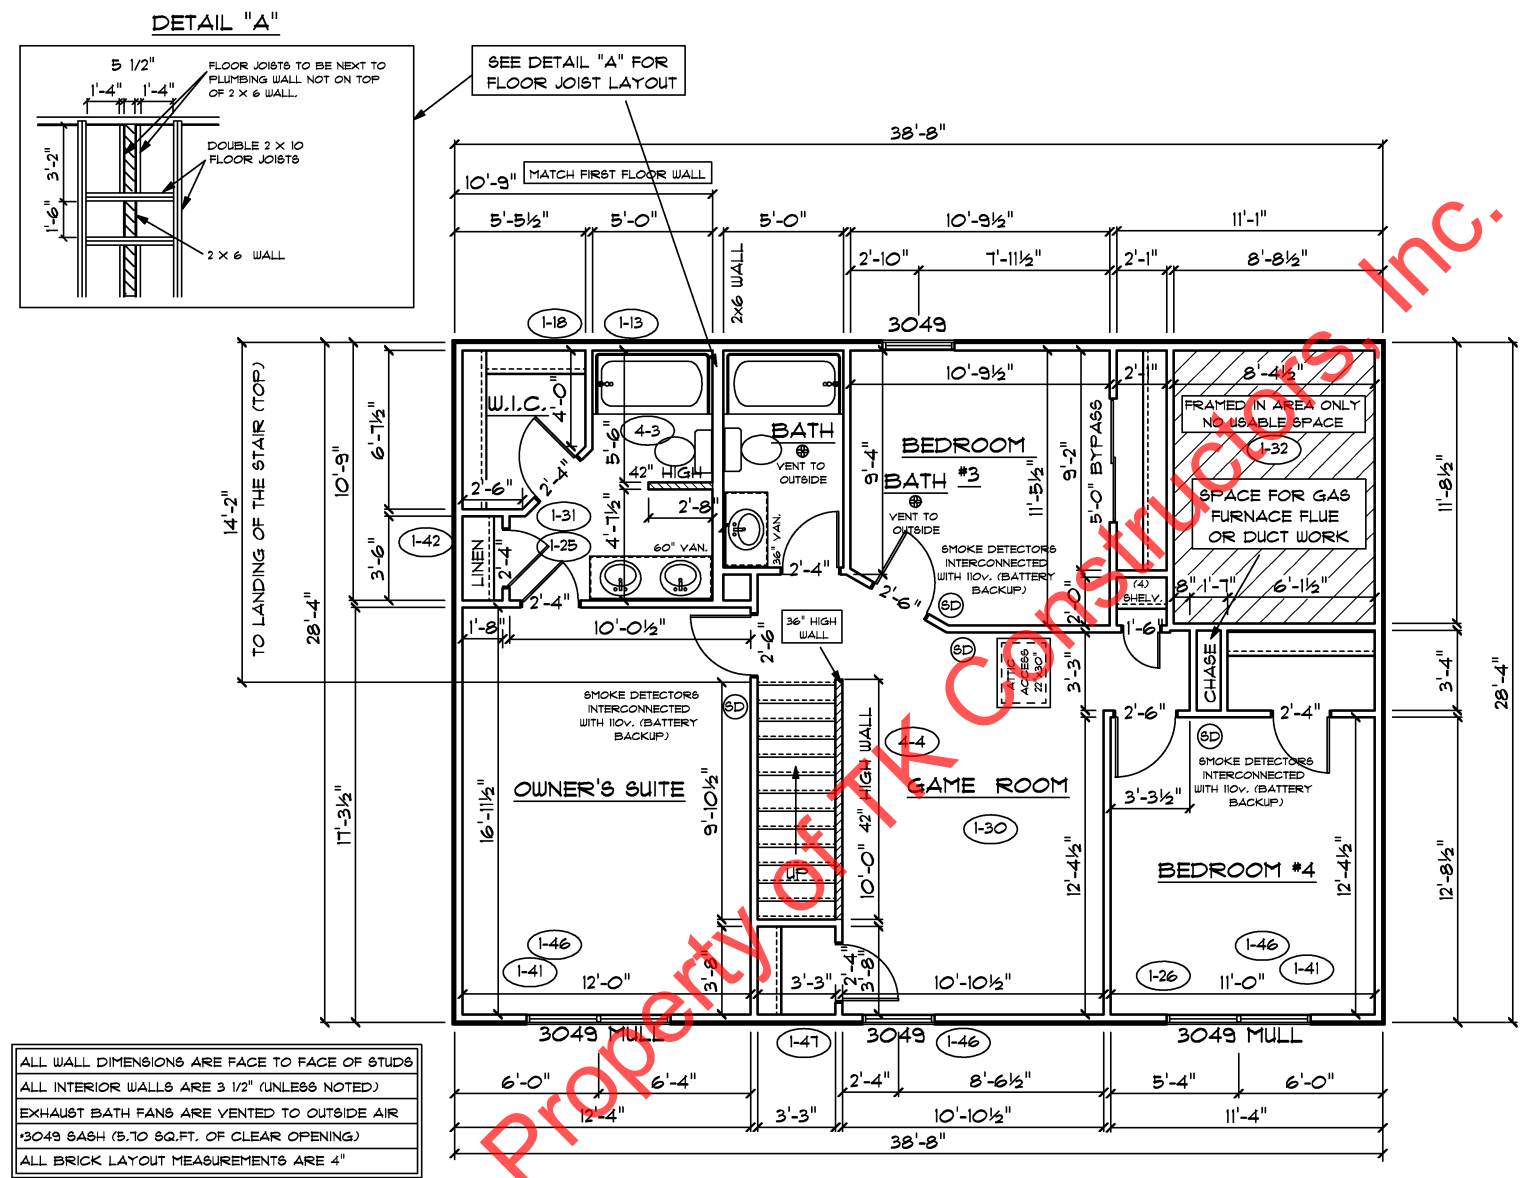 DETAIL "A"
5 1/2"
1'-4"
1'-4"
FLOOR JOISTS TO BE NEXT TO
PLUMBING WALL NOT ON TOP
OF 2 X 6 WALL.
DOUBLE 2 X 10
FLOOR JOISTS
3'-2"
1'-6"
2 X 6 WALL
SEE DETAIL "A" FOR
FLOOR JOIST LAYOUT
38'-8"
MATCH FIRST FLOOR WALL
10'-9"
5'-5½"
5'-0"
5'-0"
10'-9½"
11'-1"
2X6 WALL
2'-10"
7'-11½"
2'-1"
8'-8½"
1-18
1-13
3049
TO LANDING OF THE STAIR (TOP)
14'-2"
28'-4"
10'-9"
17'-3½"
6'-7½"
3'-6"
1-42
W.I.C.
4'-0"
2'-4"
2'-6"
4-3
5'-6"
42" HIGH
2'-8"
4'-7½"
1-31
1-25
LINEN
2'-4"
60" VAN.
2'-4"
BATH
VENT TO
OUTSIDE
36" VAN.
2'-4"
10'-9½"
2'-1"
8'-4½"
BEDROOM
#3
BATH
VENT TO
OUTSIDE
9'-4"
11'-5½"
9'-2"
5'-0" BYPASS
SMOKE DETECTORS
INTERCONNECTED
WITH 110v. (BATTERY
BACKUP)
SD
2'-6"
2'-0"
(4)
SHELV.
FRAMED IN AREA ONLY
NO USABLE SPACE
1-32
SPACE FOR GAS
FURNACE FLUE
OR DUCT WORK
8"
1'-7"
6'-1½"
11'-8½"
3'-4"
12'-8½"
28'-4"
1'-8"
10'-0½"
2'-6"
36" HIGH
WALL
SD
ATTIC
ACCESS
22"X30"
3'-3"
1'-6"
CHASE
2'-6"
2'-4"
SMOKE DETECTORS
INTERCONNECTED
WITH 110v. (BATTERY
BACKUP)
SD
4-4
SD
SMOKE DETECTORS
INTERCONNECTED
WITH 110v. (BATTERY
BACKUP)
OWNER'S SUITE
16'-11½"
9'-10½"
UP
42" HIGH WALL
10'-0"
GAME ROOM
1-30
12'-4½"
3'-3½"
BEDROOM #4
12'-4½"
1-46
1-41
12'-0"
3'-8"
3'-3"
2'-4"
3'-8"
10'-10½"
1-26
11'-0"
1-46
1-41
3049 MULL
1-47
3049
1-46
3049 MULL
6'-0"
6'-4"
2'-4"
8'-6½"
5'-4"
6'-0"
12'-4"
3'-3"
10'-10½"
11'-4"
38'-8"
ALL WALL DIMENSIONS ARE FACE TO FACE OF STUDS
ALL INTERIOR WALLS ARE 3 1/2" (UNLESS NOTED)
EXHAUST BATH FANS ARE VENTED TO OUTSIDE AIR
*3049 SASH (5.70 SQ.FT. OF CLEAR OPENING)
ALL BRICK LAYOUT MEASUREMENTS ARE 4"
Property of TK Constructors, Inc.